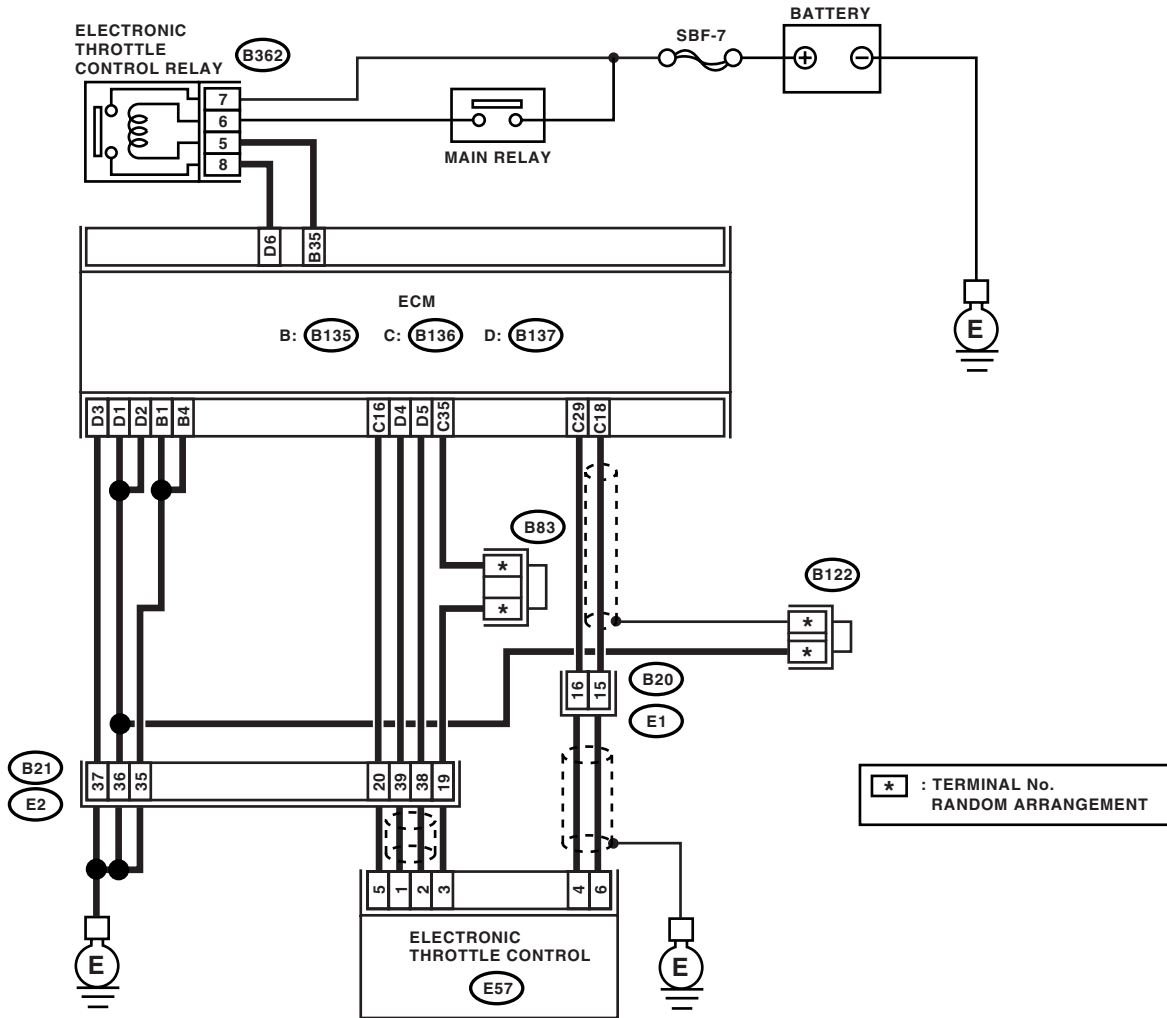 BATTERY
SBF-7
ELECTRONIC
THROTTLE
CONTROL RELAY
B362
7
6
5
8
MAIN RELAY
E
D6
B35
ECM
B: B135 C: B136 D: B137
D3
D1
D2
B1
B4
C16
D4
D5
C35
C29
C18
B83
*
*
B122
*
*
16
15
B20
E1
B21
E2
37
36
35
20
39
38
19
* : TERMINAL No.
RANDOM ARRANGEMENT
5
1
2
3
4
6
ELECTRONIC
THROTTLE CONTROL
E57
E
E